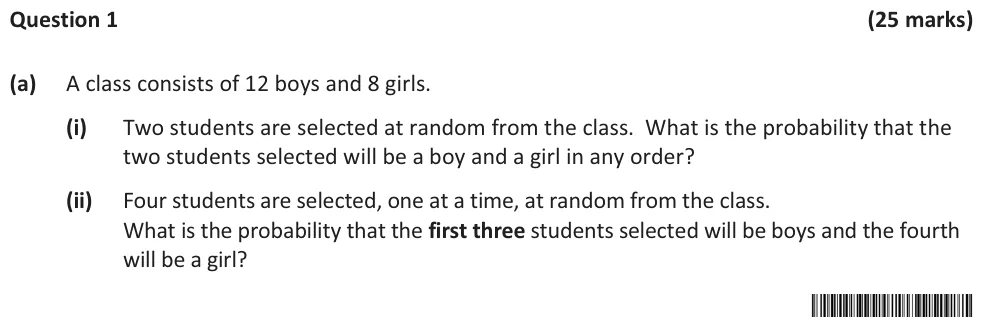 Question 1 (25 marks)
(a) A class consists of 12 boys and 8 girls.
(i) Two students are selected at random from the class. What is the probability that the
two students selected will be a boy and a girl in any order?
(ii) Four students are selected, one at a time, at random from the class.
What is the probability that the first three students selected will be boys and the fourth
will be a girl?